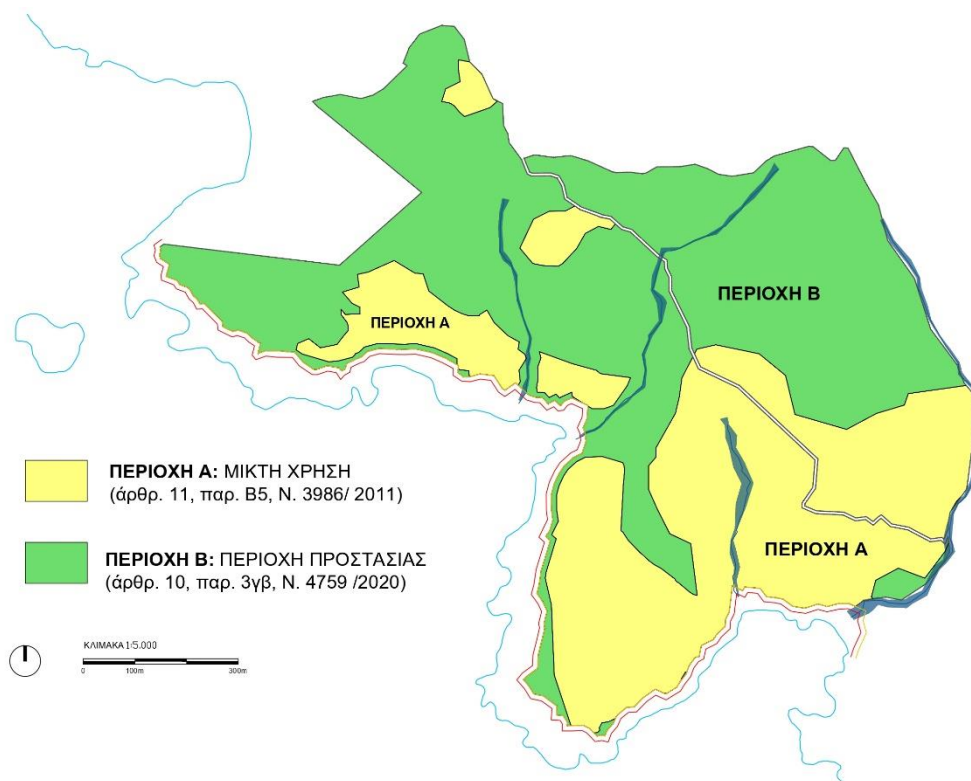 ΠΕΡΙΟΧΗ Β
ΠΕΡΙΟΧΗ Α
ΠΕΡΙΟΧΗ Α: ΜΙΚΤΗ ΧΡΗΣΗ
(άρθρ. 11, παρ. Β5, Ν. 3986/ 2011)
ΠΕΡΙΟΧΗ Α
ΠΕΡΙΟΧΗ Β: ΠΕΡΙΟΧΗ ΠΡΟΣΤΑΣΙΑΣ
(άρθρ. 10, παρ. 3γβ, Ν. 4759 /2020)
ΚΛΙΜΑΚΑ 1/5.000
0 100m 300m